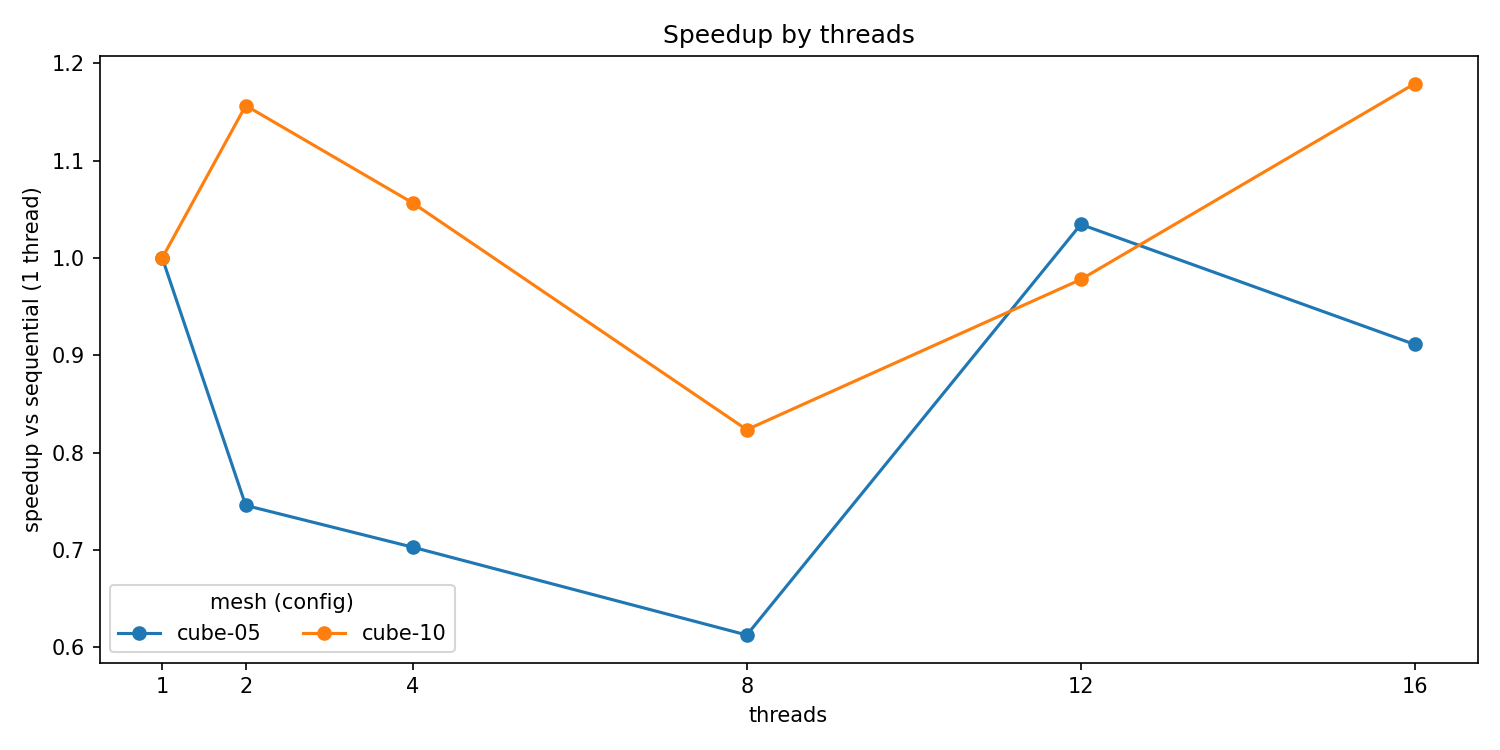 Speedup by threads
speedup vs sequential (1 thread)
1.2
1.1
1.0
0.9
0.8
0.7
0.6
mesh (config)
cube-05 cube-10
1 2 4 8 12 16
threads